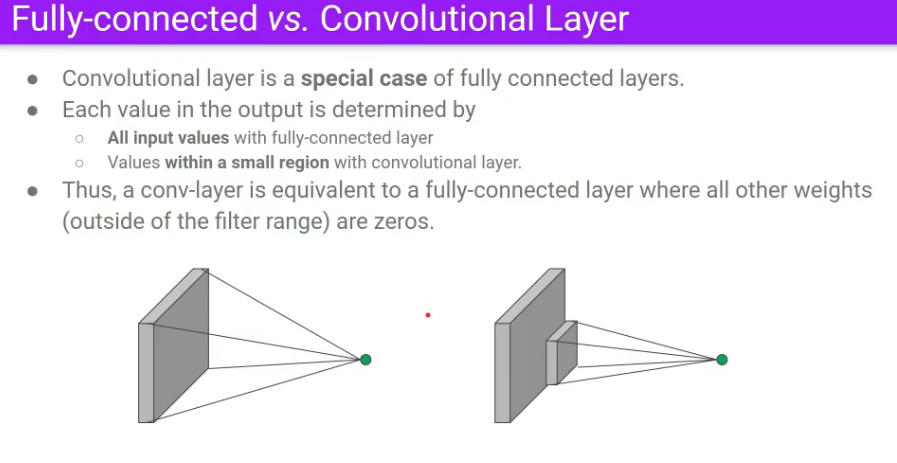 Fully-connected vs. Convolutional Layer
● Convolutional layer is a special case of fully connected layers.
● Each value in the output is determined by
○ All input values with fully-connected layer
○ Values within a small region with convolutional layer.
● Thus, a conv-layer is equivalent to a fully-connected layer where all other weights
(outside of the filter range) are zeros.